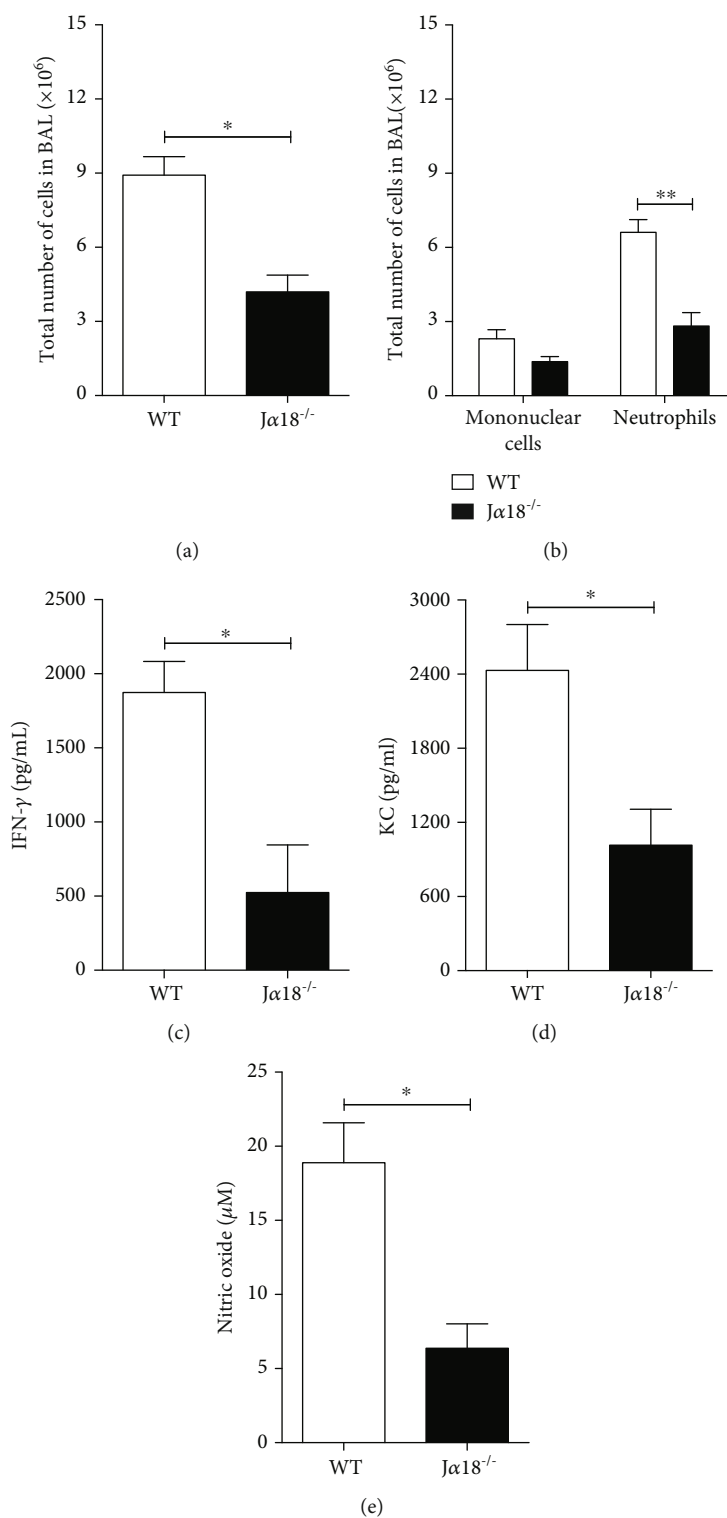 Total number of cells in BAL (×10⁶)
15
12
9
6
3
0
*
WT
Jα18⁻/⁻
(a)
Total number of cells in BAL(×10⁶)
15
12
9
6
3
0
**
Mononuclear
cells
Neutrophils
WT
Jα18⁻/⁻
(b)
IFN-γ (pg/mL)
2500
2000
1500
1000
500
0
*
WT
Jα18⁻/⁻
(c)
KC (pg/ml)
3000
2400
1800
1200
600
0
*
WT
Jα18⁻/⁻
(d)
Nitric oxide (μM)
25
20
15
10
5
0
*
WT
Jα18⁻/⁻
(e)